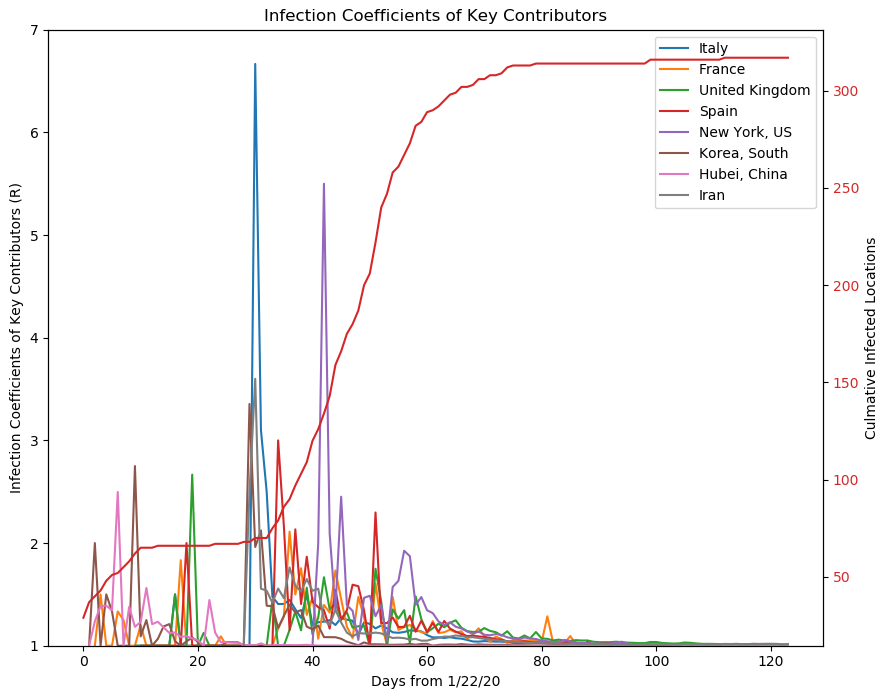 Infection Coefficients of Key Contributors
Infection Coefficients of Key Contributors (R)
7
6
5
4
3
2
1
Italy
France
United Kingdom
Spain
New York, US
Korea, South
Hubei, China
Iran
300
250
200
150
100
50
Culmative Infected Locations
0 20 40 60 80 100 120
Days from 1/22/20